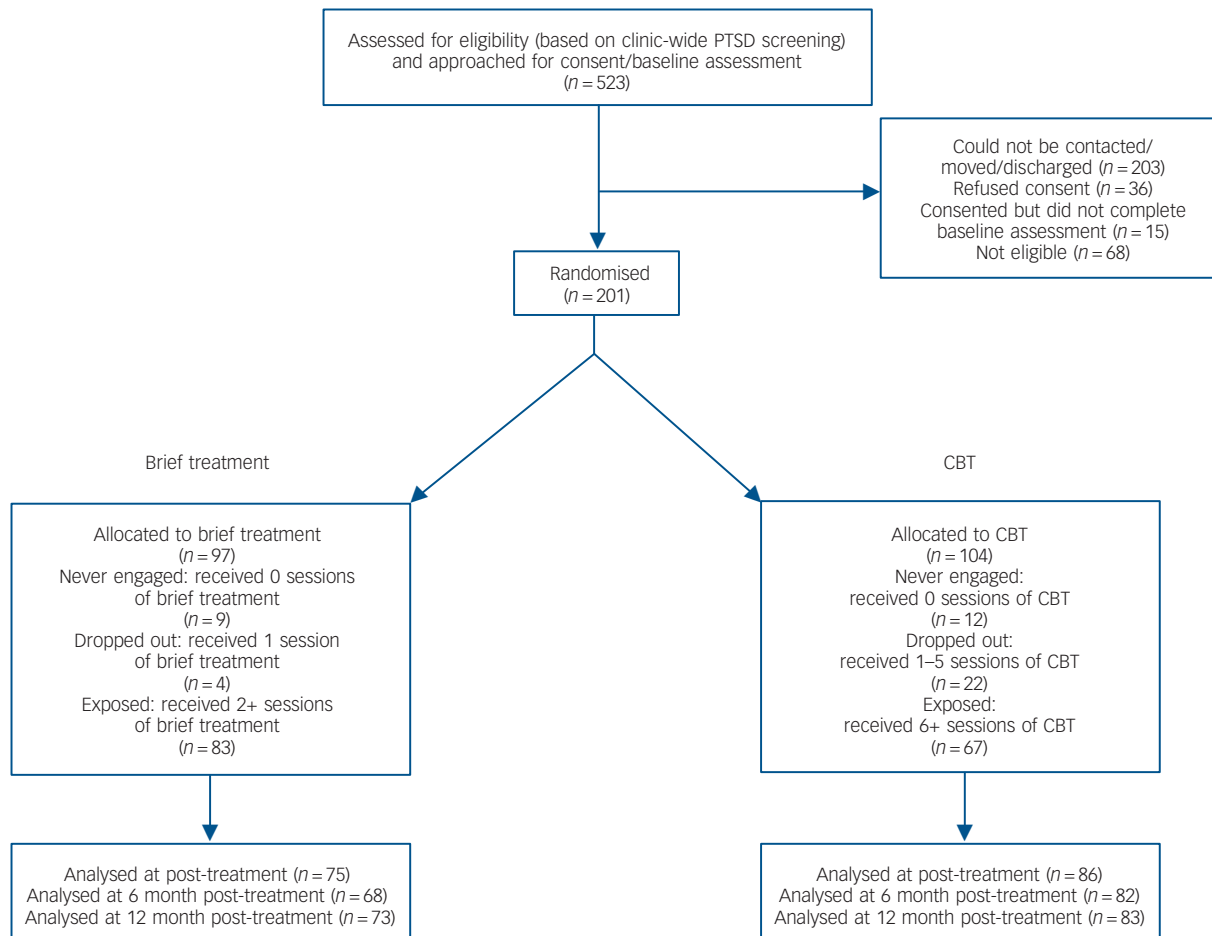 Assessed for eligibility (based on clinic-wide PTSD screening)
and approached for consent/baseline assessment
(n = 523)
Could not be contacted/
moved/discharged (n = 203)
Refused consent (n = 36)
Consented but did not complete
baseline assessment (n = 15)
Not eligible (n = 68)
Randomised
(n = 201)
Brief treatment
Allocated to brief treatment
(n = 97)
Never engaged: received 0 sessions
of brief treatment
(n = 9)
Dropped out: received 1 session
of brief treatment
(n = 4)
Exposed: received 2+ sessions
of brief treatment
(n = 83)
Analysed at post-treatment (n = 75)
Analysed at 6 month post-treatment (n = 68)
Analysed at 12 month post-treatment (n = 73)
CBT
Allocated to CBT
(n = 104)
Never engaged:
received 0 sessions of CBT
(n = 12)
Dropped out:
received 1–5 sessions of CBT
(n = 22)
Exposed:
received 6+ sessions of CBT
(n = 67)
Analysed at post-treatment (n = 86)
Analysed at 6 month post-treatment (n = 82)
Analysed at 12 month post-treatment (n = 83)